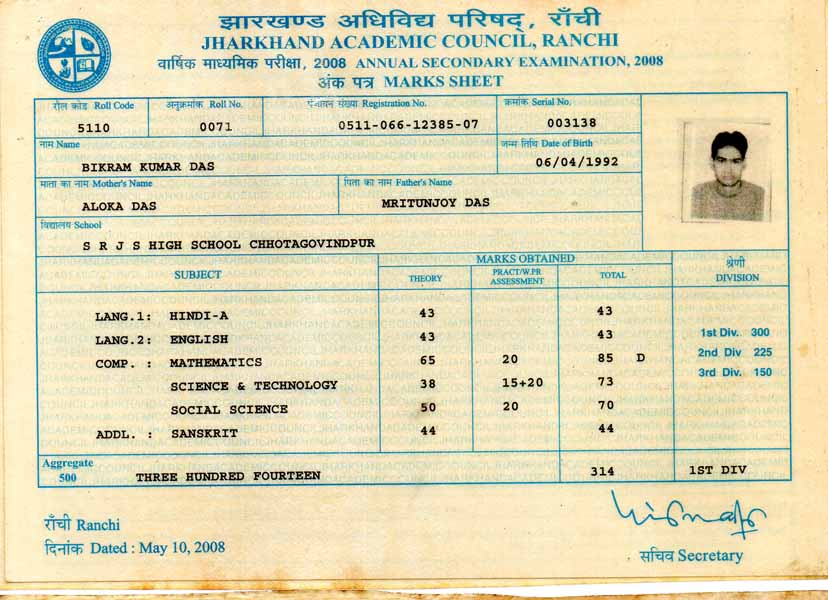 झारखण्ड अधिविद्य परिषद्, राँची
JHARKHAND ACADEMIC COUNCIL, RANCHI
वार्षिक माध्यमिक परीक्षा, 2008 ANNUAL SECONDARY EXAMINATION, 2008
अंक पत्र MARKS SHEET
रौल कोड Roll Code अनुक्रमांक Roll No. पंजीयन संख्या Registration No. क्रमांक Serial No.
5110 0071 0511-066-12385-07 003138
नाम Name जन्म तिथि Date of Birth
BIKRAM KUMAR DAS 06/04/1992
माता का नाम Mother's Name पिता का नाम Father's Name
ALOKA DAS MRITUNJOY DAS
विद्यालय School
S R J S HIGH SCHOOL CHHOTAGOVINDPUR
SUBJECT MARKS OBTAINED श्रेणी
THEORY PRACT/W.PR ASSESSMENT TOTAL DIVISION
LANG.1: HINDI-A 43 43
LANG.2: ENGLISH 43 43
COMP. : MATHEMATICS 65 20 85 D
SCIENCE & TECHNOLOGY 38 15+20 73
SOCIAL SCIENCE 50 20 70
ADDL. : SANSKRIT 44 44
1st Div. 300
2nd Div 225
3rd Div. 150
Aggregate
500 THREE HUNDRED FOURTEEN 314 1ST DIV
राँची Ranchi
दिनांक Dated : May 10, 2008
सचिव Secretary